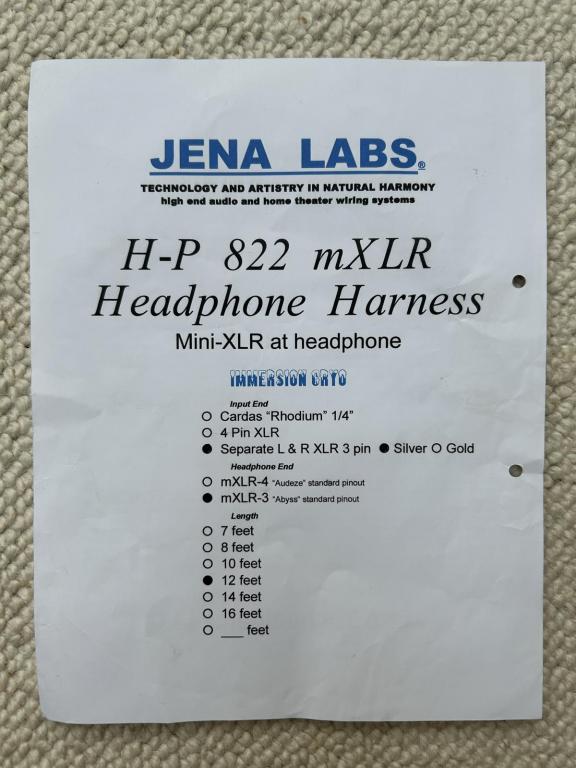 JENA LABS®
TECHNOLOGY AND ARTISTRY IN NATURAL HARMONY
high end audio and home theater wiring systems
H-P 822 mXLR
Headphone Harness
Mini-XLR at headphone
IMMERSION CRYO
Input End
○ Cardas “Rhodium” 1/4”
○ 4 Pin XLR
● Separate L & R XLR 3 pin ● Silver ○ Gold
Headphone End
○ mXLR-4 “Audeze” standard pinout
● mXLR-3 “Abyss” standard pinout
Length
○ 7 feet
○ 8 feet
○ 10 feet
● 12 feet
○ 14 feet
○ 16 feet
○ ___ feet